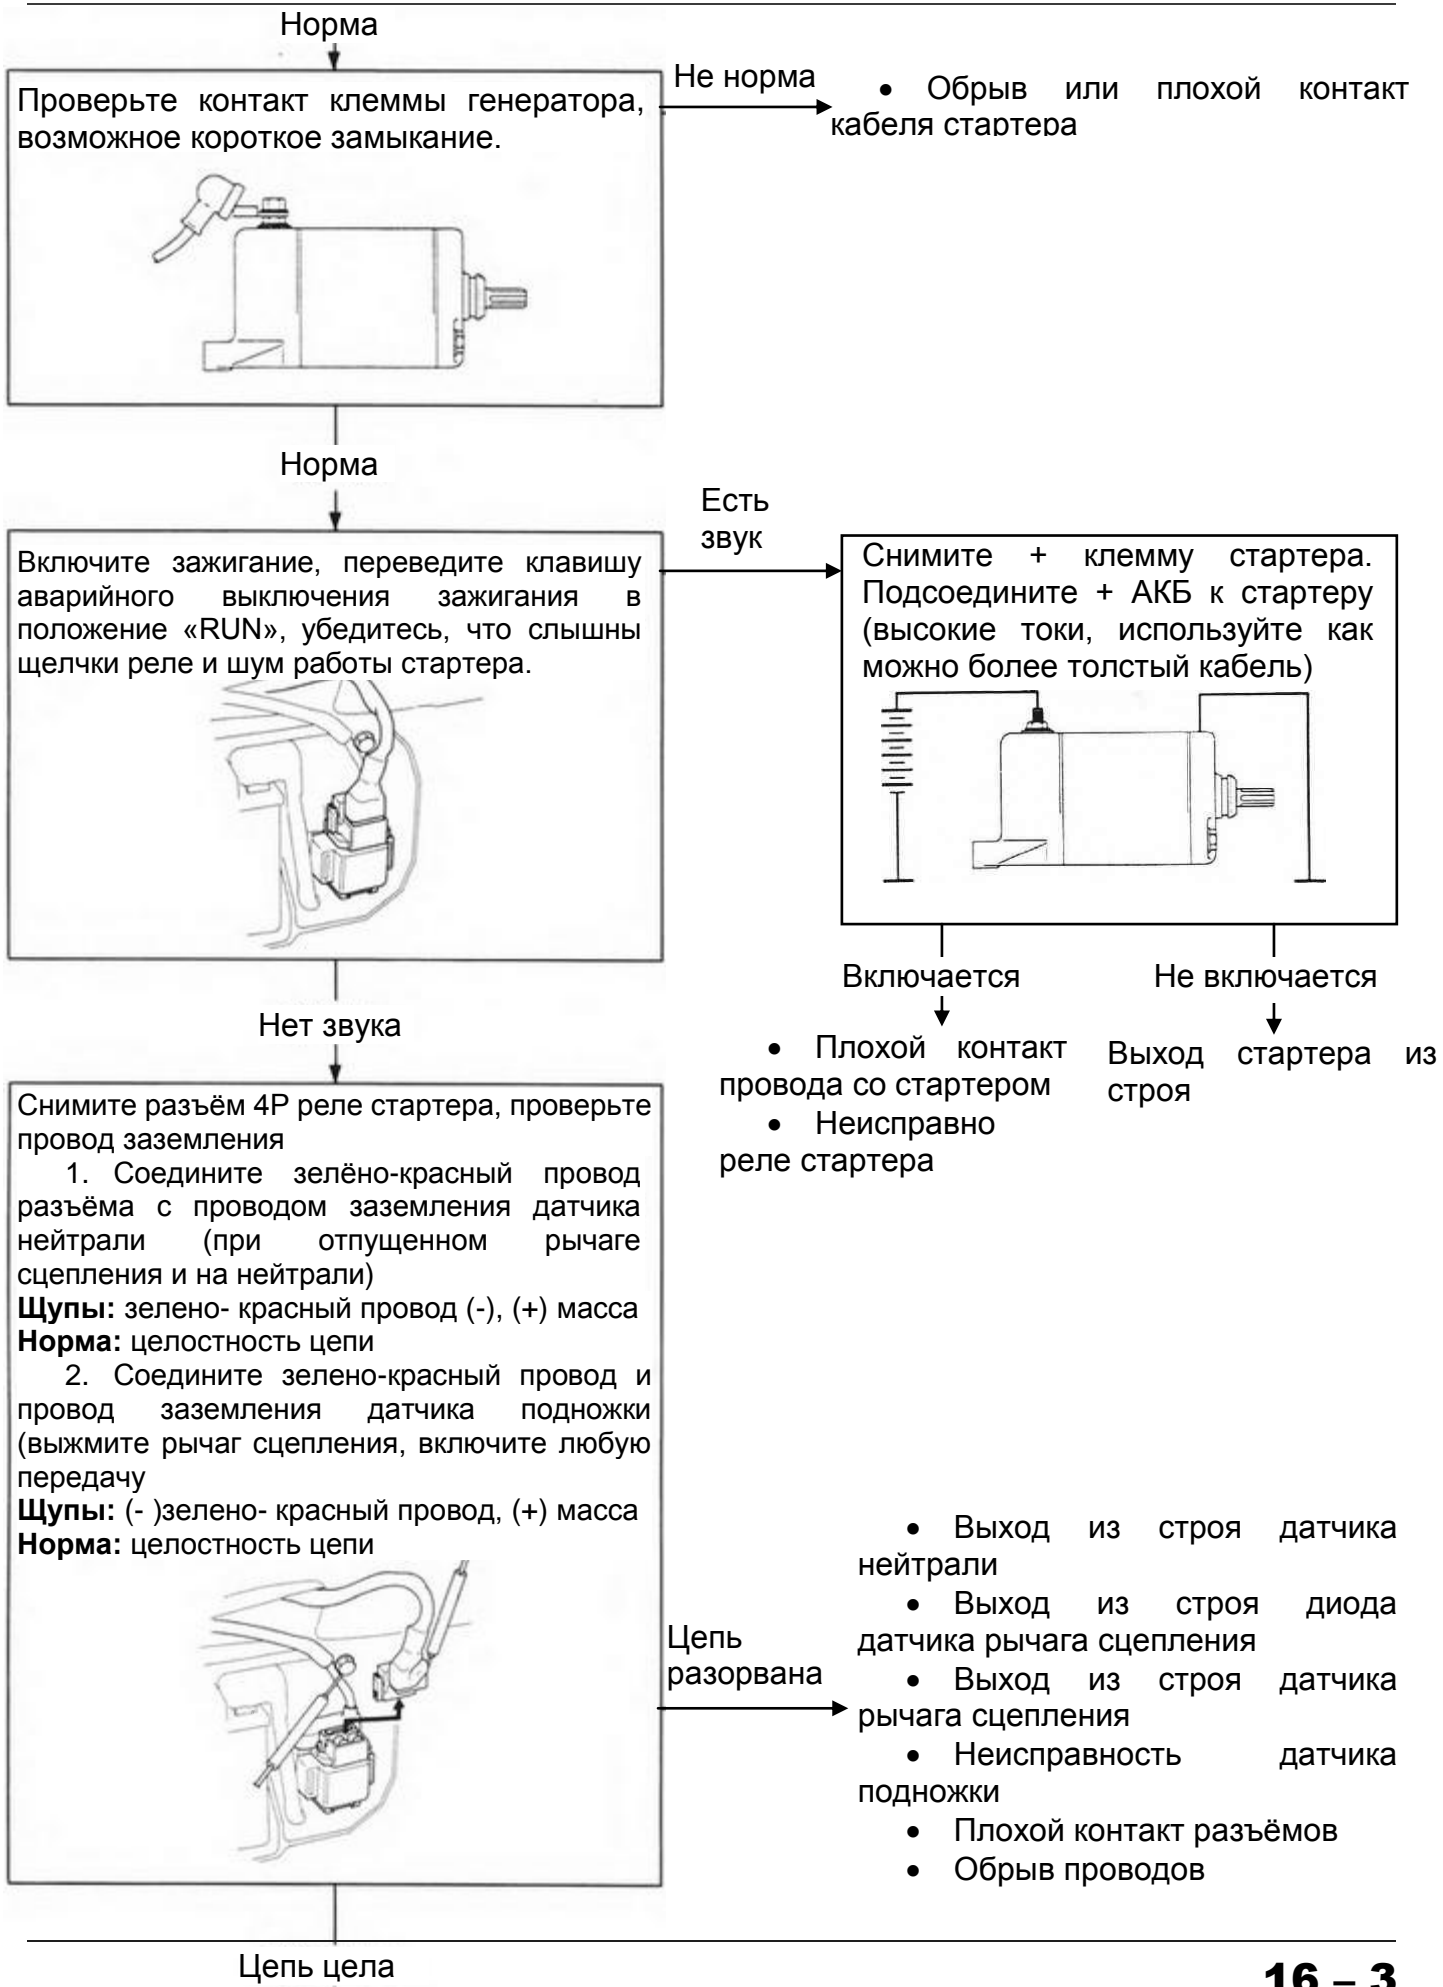 Норма
Проверьте контакт клеммы генератора,
возможное короткое замыкание.
Не норма
• Обрыв или плохой контакт
кабеля стартера
Норма
Включите зажигание, переведите клавишу
аварийного выключения зажигания в
положение «RUN», убедитесь, что слышны
щелчки реле и шум работы стартера.
Есть
звук
Снимите + клемму стартера.
Подсоедините + АКБ к стартеру
(высокие токи, используйте как
можно более толстый кабель)
Включается
Не включается
• Плохой контакт
провода со стартером
• Неисправно
реле стартера
Выход стартера из
строя
Нет звука
Снимите разъём 4Р реле стартера, проверьте
провод заземления
1. Соедините зелёно-красный провод
разъёма с проводом заземления датчика
нейтрали (при отпущенном рычаге
сцепления и на нейтрали)
Щупы: зелено- красный провод (-), (+) масса
Норма: целостность цепи
2. Соедините зелено-красный провод и
провод заземления датчика подножки
(выжмите рычаг сцепления, включите любую
передачу
Щупы: (- )зелено- красный провод, (+) масса
Норма: целостность цепи
Цепь
разорвана
• Выход из строя датчика
нейтрали
• Выход из строя диода
датчика рычага сцепления
• Выход из строя датчика
рычага сцепления
• Неисправность датчика
подножки
• Плохой контакт разъёмов
• Обрыв проводов
Цепь цела
16 – 3